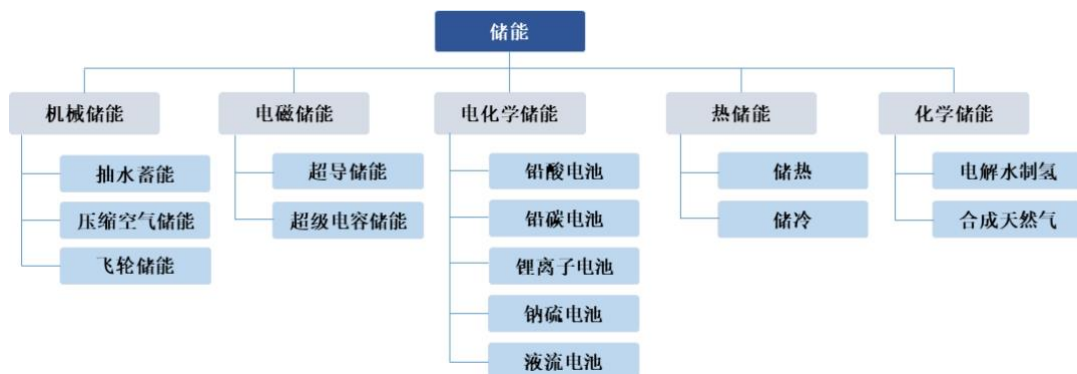 储能
机械储能
电磁储能
电化学储能
热储能
化学储能
抽水蓄能
压缩空气储能
飞轮储能
超导储能
超级电容储能
铅酸电池
铅碳电池
锂离子电池
钠硫电池
液流电池
储热
储冷
电解水制氢
合成天然气